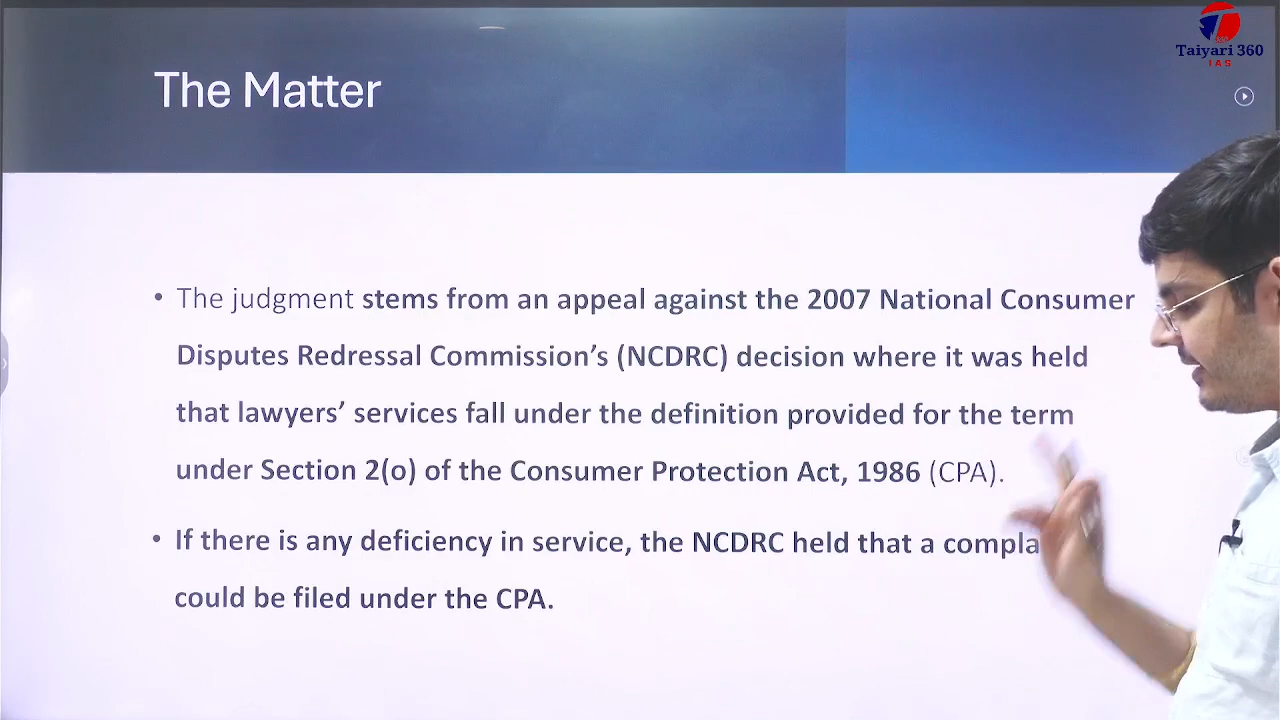 Taiyari 360
IAS
The Matter
• The judgment stems from an appeal against the 2007 National Consumer
Disputes Redressal Commission's (NCDRC) decision where it was held
that lawyers' services fall under the definition provided for the term
under Section 2(o) of the Consumer Protection Act, 1986 (CPA).
• If there is any deficiency in service, the NCDRC held that a compla
could be filed under the CPA.